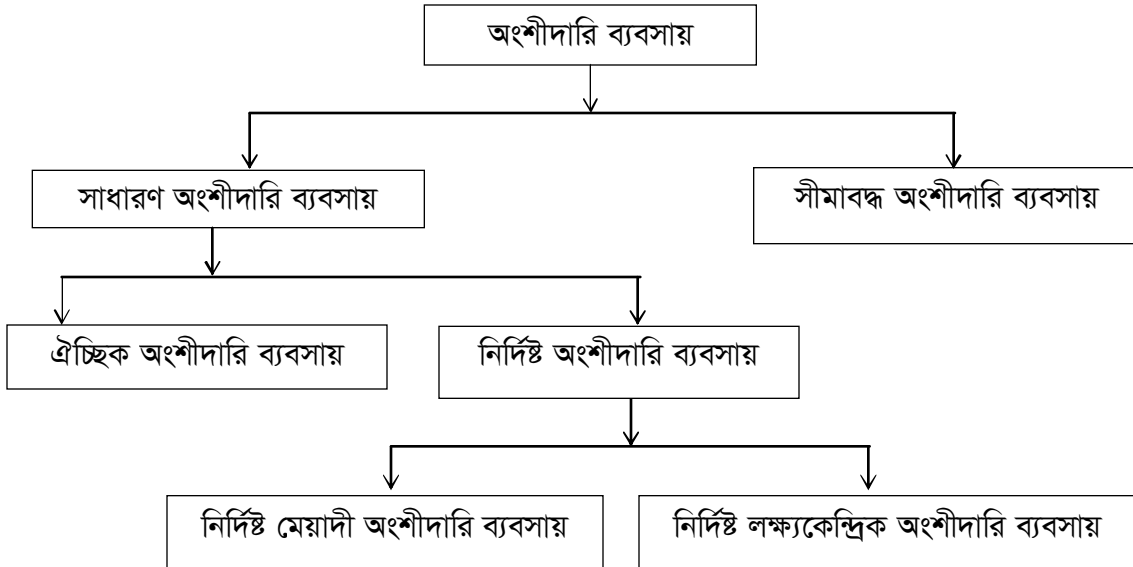 অংশীদারি ব্যবসায়
সাধারণ অংশীদারি ব্যবসায়
সীমাবদ্ধ অংশীদারি ব্যবসায়
ঐচ্ছিক অংশীদারি ব্যবসায়
নির্দিষ্ট অংশীদারি ব্যবসায়
নির্দিষ্ট মেয়াদী অংশীদারি ব্যবসায়
নির্দিষ্ট লক্ষ্যকেন্দ্রিক অংশীদারি ব্যবসায়